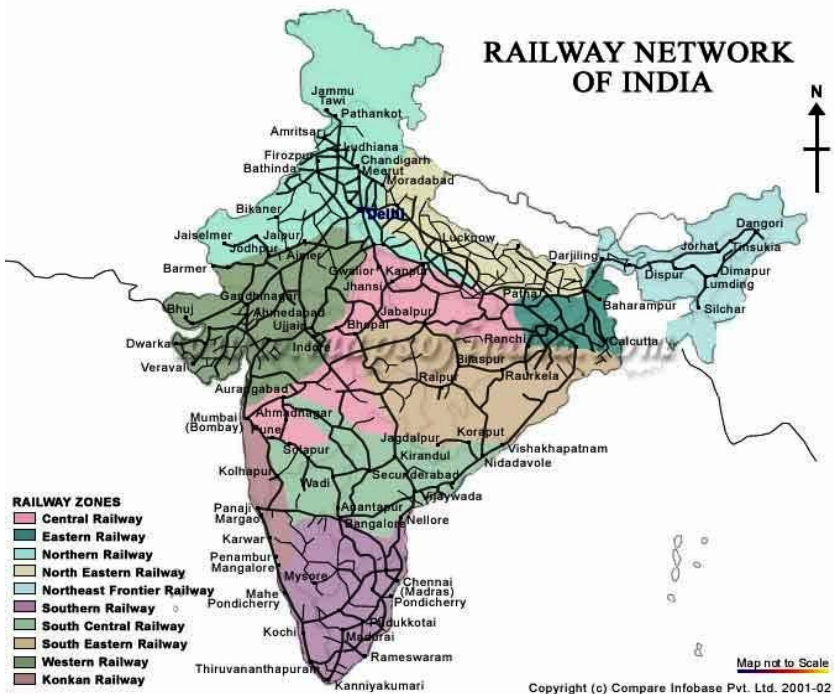 RAILWAY NETWORK
OF INDIA
N
Jammu
Tawi
Pathankot
Amritsar
Ludhiana
Firozpur
Chandigarh
Bathinda
Meerut
Moradabad
Delhi
Bikaner
Jaiselmer
Jaipur
Lucknow
Jodhpur
Ajmer
Darjiling
Dangori
Jorhat
Tinsukia
Barmer
Gwalior
Kanpur
Dispur
Dimapur
Lumding
Jhansi
Patna
Gandhinagar
Baharampur
Silchar
Bhuj
Ahmedabad
Jabalpur
Ujjain
Bhopal
Ranchi
Calcutta
Dwarka
Indore
Bilaspur
Veraval
Raipur
Raurkela
Aurangabad
Mumbai
(Bombay)
Ahmadnagar
Pune
Jagdalpur
Koraput
Solapur
Kirandul
Vishakhapatnam
Nidadavole
Kolhapur
Secunderabad
Wadi
Vijaywada
Panaji
Anantapur
Margao
Bangalore
Nellore
Karwar
Penambur
Mangalore
Mysore
Chennai
(Madras)
Mahe
Pondicherry
Pondicherry
Pudukkotai
Kochi
Madurai
Rameswaram
Thiruvananthapuram
Kanniyakumari
RAILWAY ZONES
Central Railway
Eastern Railway
Northern Railway
North Eastern Railway
Northeast Frontier Railway
Southern Railway
South Central Railway
South Eastern Railway
Western Railway
Konkan Railway
Map not to Scale
Copyright (c) Compare Infobase Pvt. Ltd. 2001-02